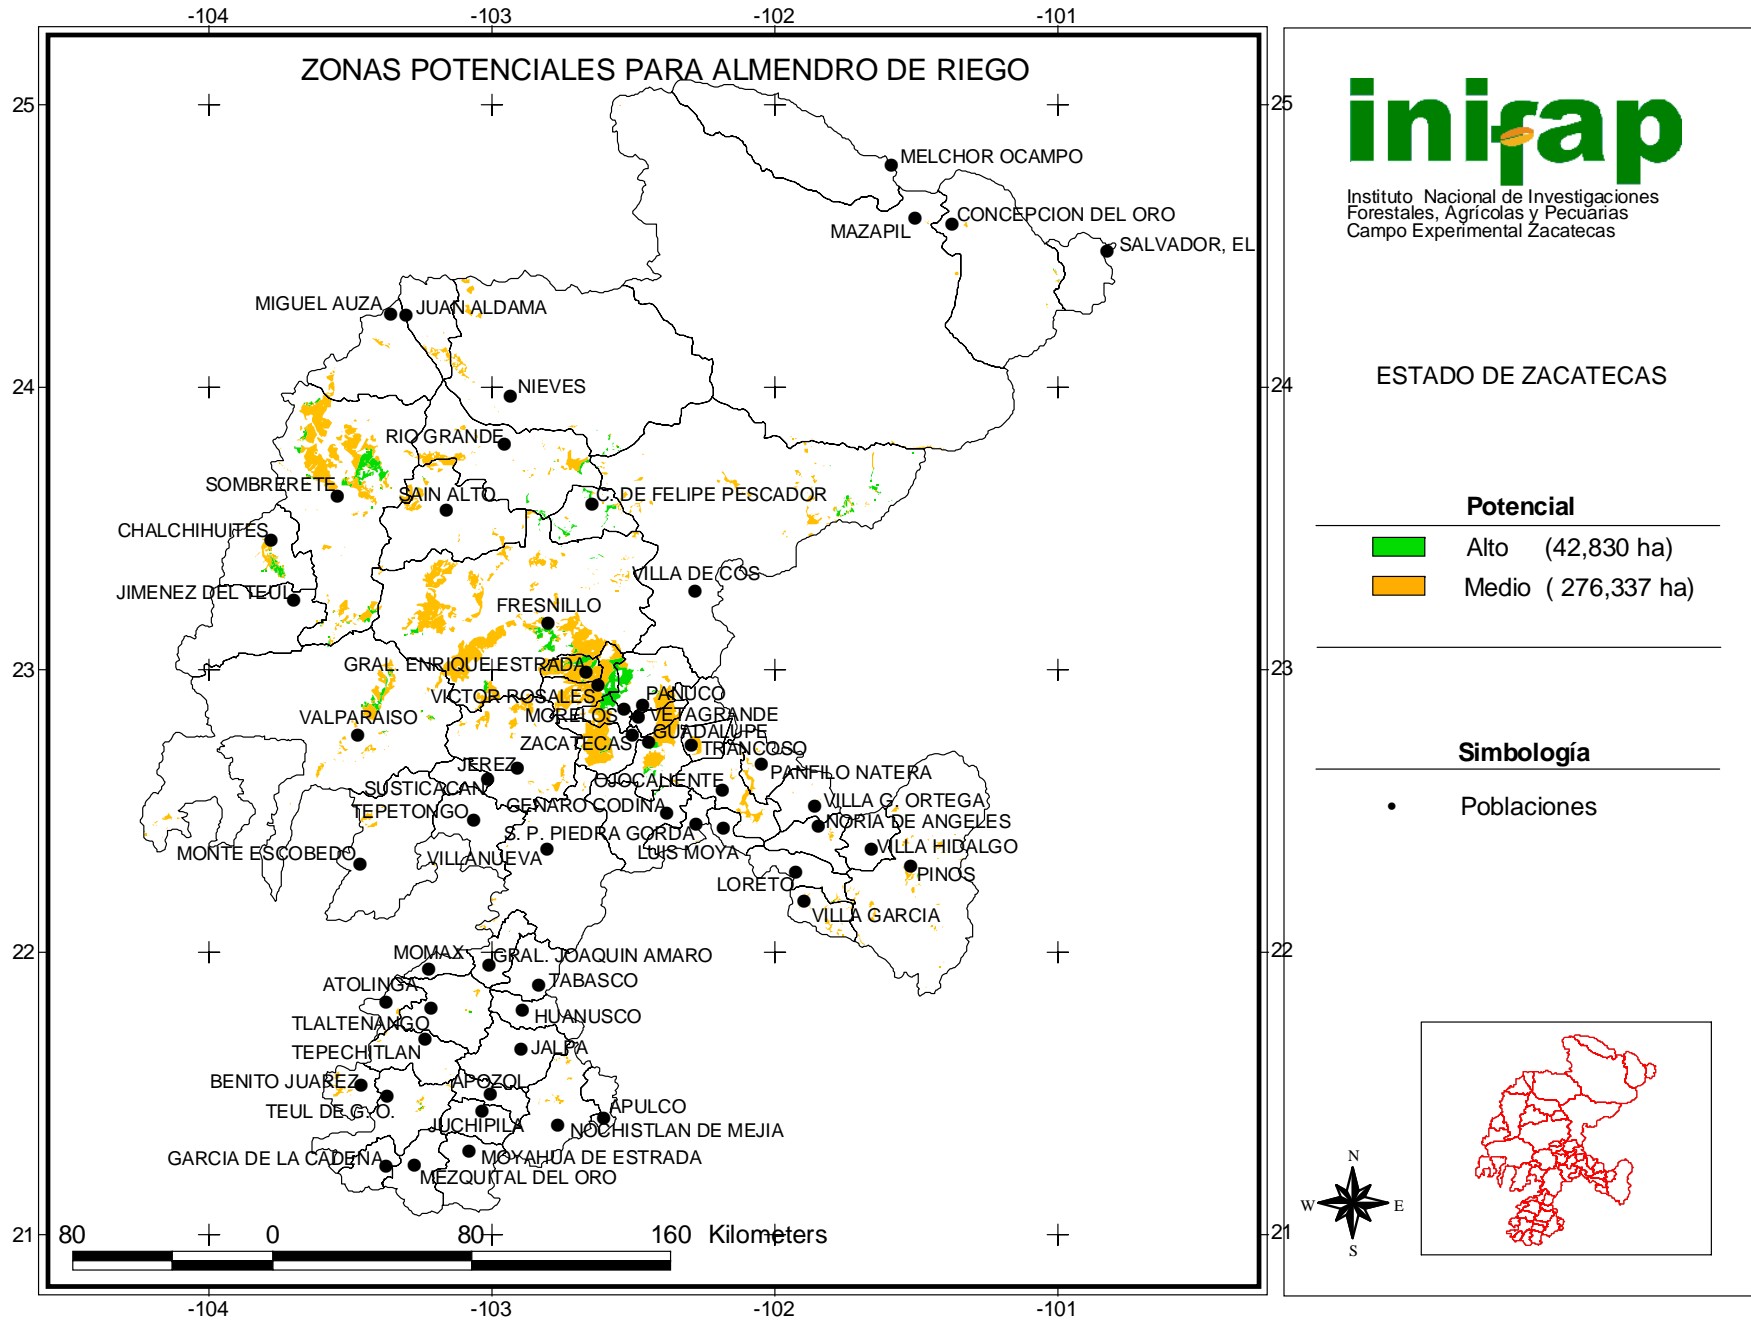 -104
-103
-102
-101
ZONAS POTENCIALES PARA ALMENDRO DE RIEGO
25
25
MELCHOR OCAMPO
CONCEPCION DEL ORO
MAZAPIL
SALVADOR, EL
MIGUEL AUZA
JUAN ALDAMA
24
24
NIEVES
RIO GRANDE
SOMBRERETE
SAIN ALTO
C. DE FELIPE PESCADOR
CHALCHIHUITES
VILLA DE COS
JIMENEZ DEL TEUL
FRESNILLO
23
23
GRAL. ENRIQUE ESTRADA
VICTOR ROSALES
PANUCO
VALPARAISO
MORELOS
VETAGRANDE
ZACATECAS
GUADALUPE
TRANCOSO
JEREZ
PANFILO NATERA
SUSTICACAN
OJOCALIENTE
TEPETONGO
GENARO CODINA
VILLA G. ORTEGA
S. P. PIEDRA GORDA
NORIA DE ANGELES
MONTE ESCOBEDO
VILLANUEVA
LUIS MOYA
VILLA HIDALGO
LORETO
PINOS
VILLA GARCIA
22
22
MOMAX
GRAL. JOAQUIN AMARO
ATOLINGA
TABASCO
TLALTENANGO
HUANUSCO
TEPECHITLAN
JALPA
BENITO JUAREZ
APOZOL
TEUL DE G. O.
APULCO
JUCHIPILA
NOCHISTLAN DE MEJIA
GARCIA DE LA CADENA
MOYAHUA DE ESTRADA
MEZQUITAL DEL ORO
21
21
80 0 80 160 Kilometers
-104
-103
-102
-101
inifap
Instituto Nacional de Investigaciones
Forestales, Agrícolas y Pecuarias
Campo Experimental Zacatecas
ESTADO DE ZACATECAS
Potencial
Alto (42,830 ha)
Medio ( 276,337 ha)
Simbología
Poblaciones
N
W
E
S